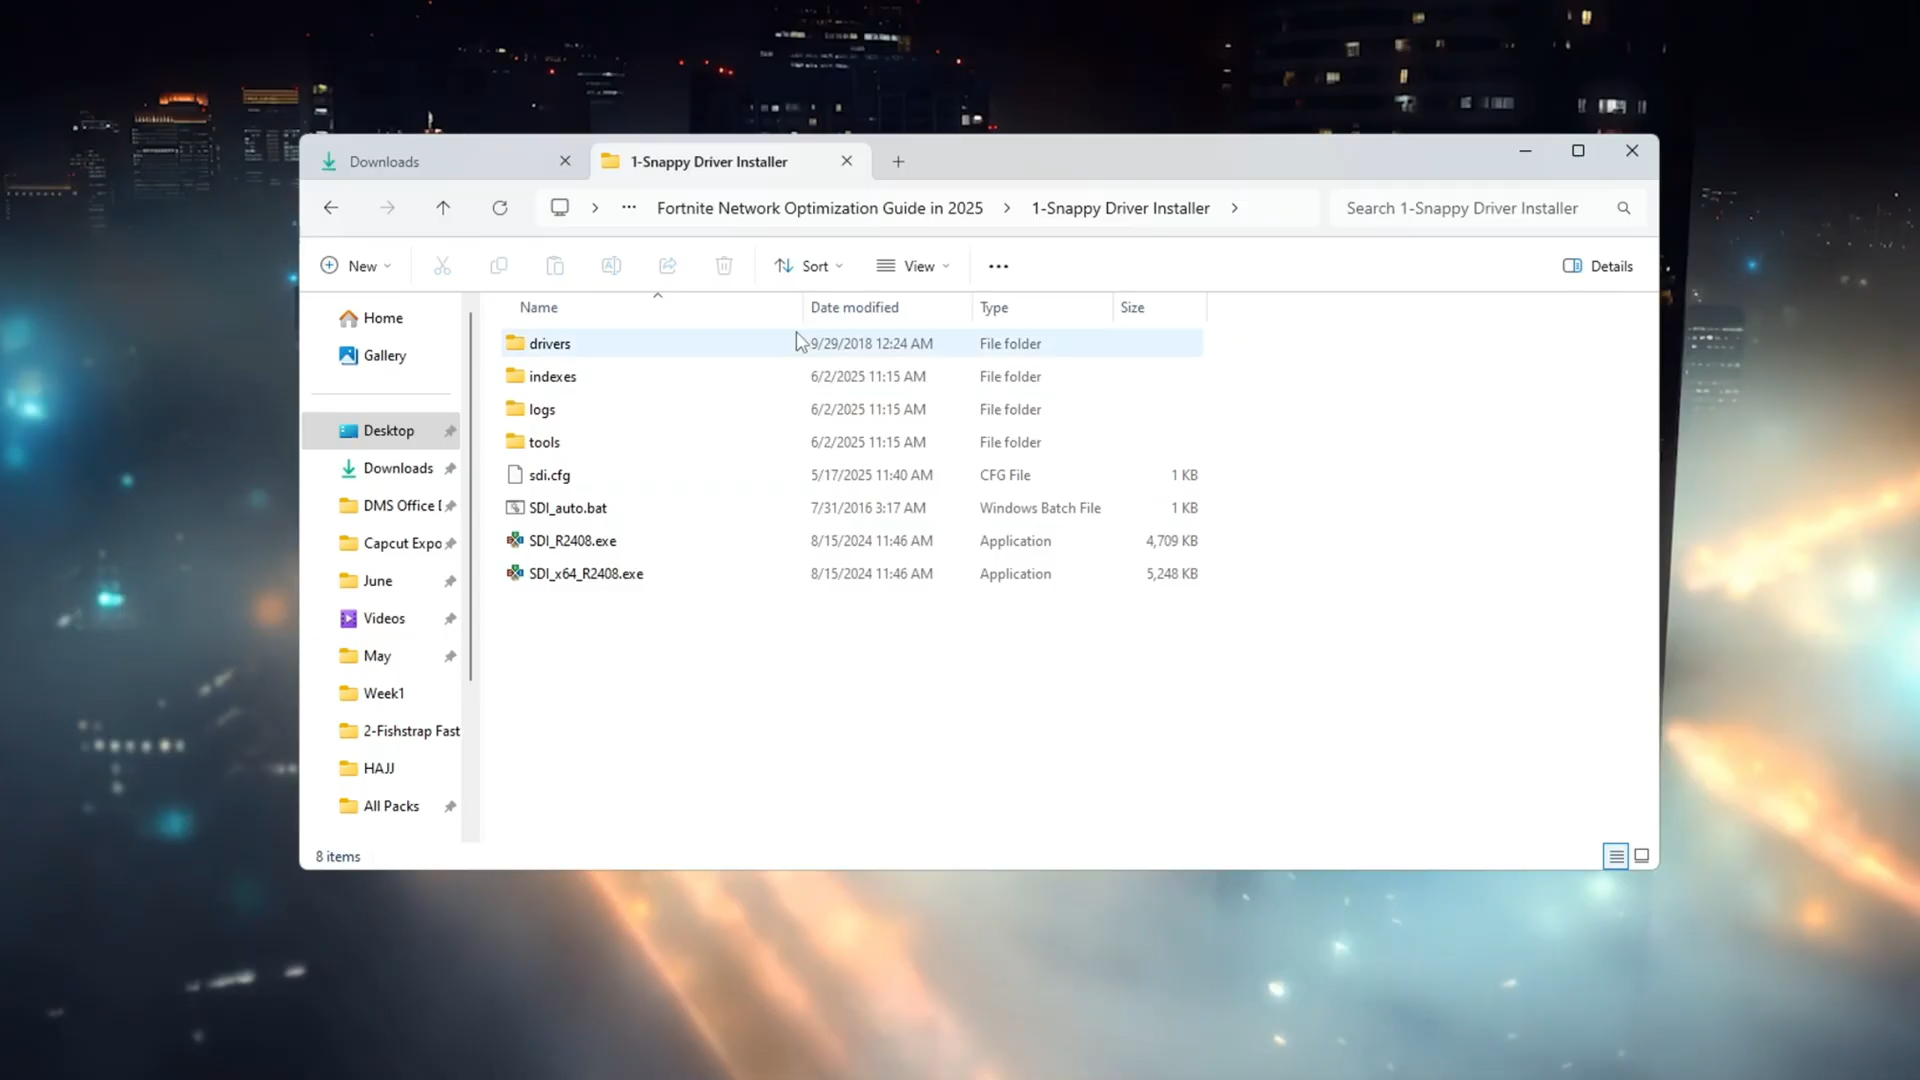 Downloads
1-Snappy Driver Installer
Fortnite Network Optimization Guide in 2025
1-Snappy Driver Installer
Search 1-Snappy Driver Installer
New
Sort
View
Details
Name
Date modified
Type
Size
Home
Gallery
Desktop
Downloads
DMS Office D
Capcut Expo
June
Videos
May
Week1
2-Fishstrap Fast
HAJJ
All Packs
drivers 9/29/2018 12:24 AM File folder
indexes 6/2/2025 11:15 AM File folder
logs 6/2/2025 11:15 AM File folder
tools 6/2/2025 11:15 AM File folder
sdi.cfg 5/17/2025 11:40 AM CFG File 1 KB
SDI_auto.bat 7/31/2016 3:17 AM Windows Batch File 1 KB
SDI_R2408.exe 8/15/2024 11:46 AM Application 4,709 KB
SDI_x64_R2408.exe 8/15/2024 11:46 AM Application 5,248 KB
8 items